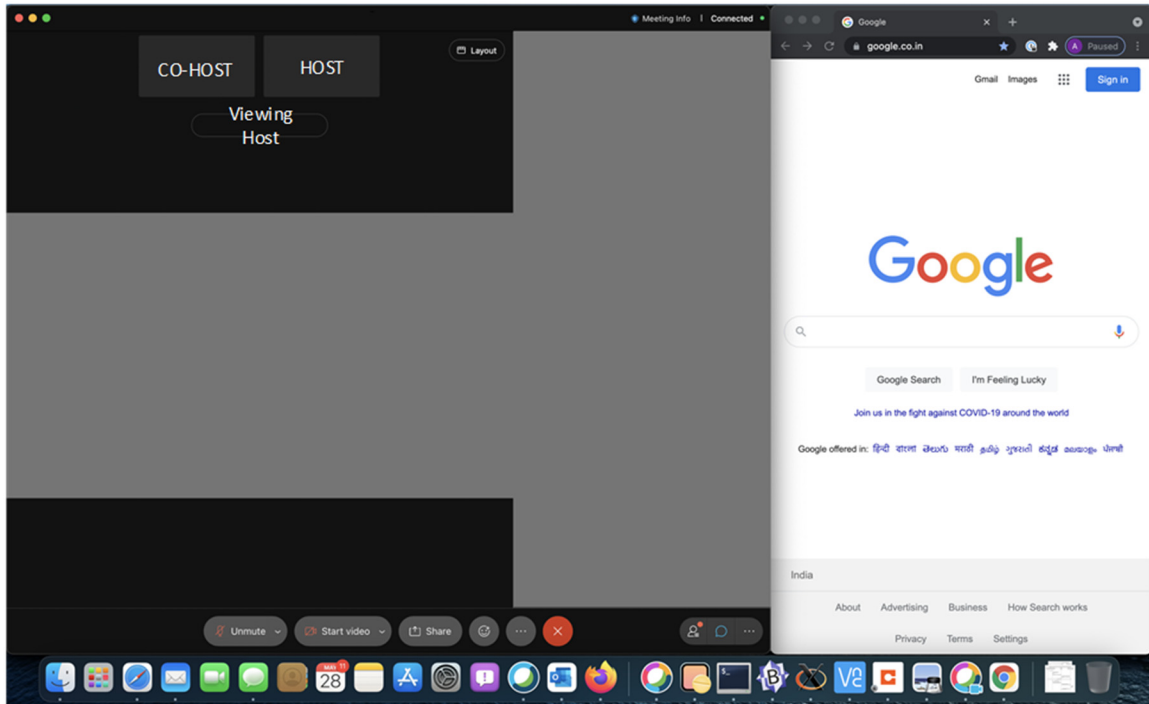 Meeting Info | Connected
CO-HOST
HOST
Layout
Viewing
Host
Unmute
Start video
Share
Google
google.co.in
A Paused
Gmail Images
Sign in
Google
Google Search
I'm Feeling Lucky
Join us in the fight against COVID-19 around the world
Google offered in: हिन्दी বাংলা తెలుగు मराठी தமிழ் ગુજરાતી ಕನ್ನಡ മലയാളം ਪੰਜਾਬੀ
India
About Advertising Business How Search works
Privacy Terms Settings
MAY 11
28
B
C